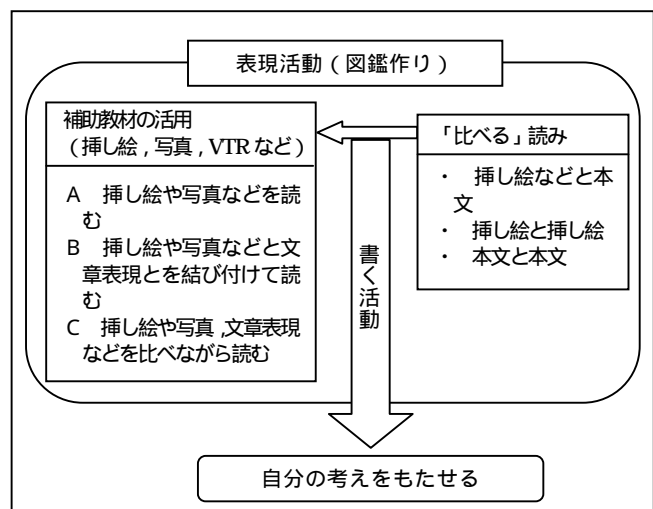 表現活動(図鑑作り)
補助教材の活用
(挿し絵,写真,VTRなど)
A 挿し絵や写真などを読
む
B 挿し絵や写真などと文
章表現とを結び付けて読
む
C 挿し絵や写真,文章表現
などを比べながら読む
「比べる」読み
・ 挿し絵などと本
文
・ 挿し絵と挿し絵
・ 本文と本文
書く活動
自分の考えをもたせる